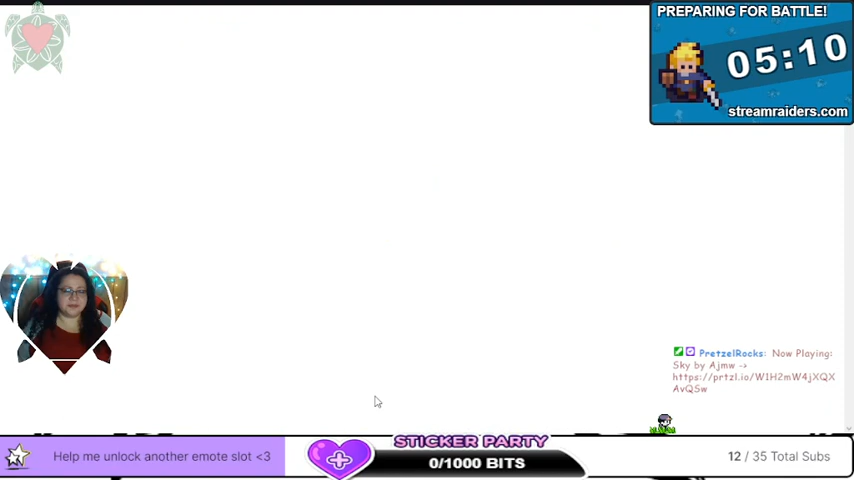 PREPARING FOR BATTLE!
05:10
streamraiders.com
PretzelRocks: Now Playing:
Sky by Ajmw ->
https://prtzl.io/W1H2mW4jXQX
AvQSw
Help me unlock another emote slot <3
STICKER PARTY
0/1000 BITS
12 / 35 Total Subs